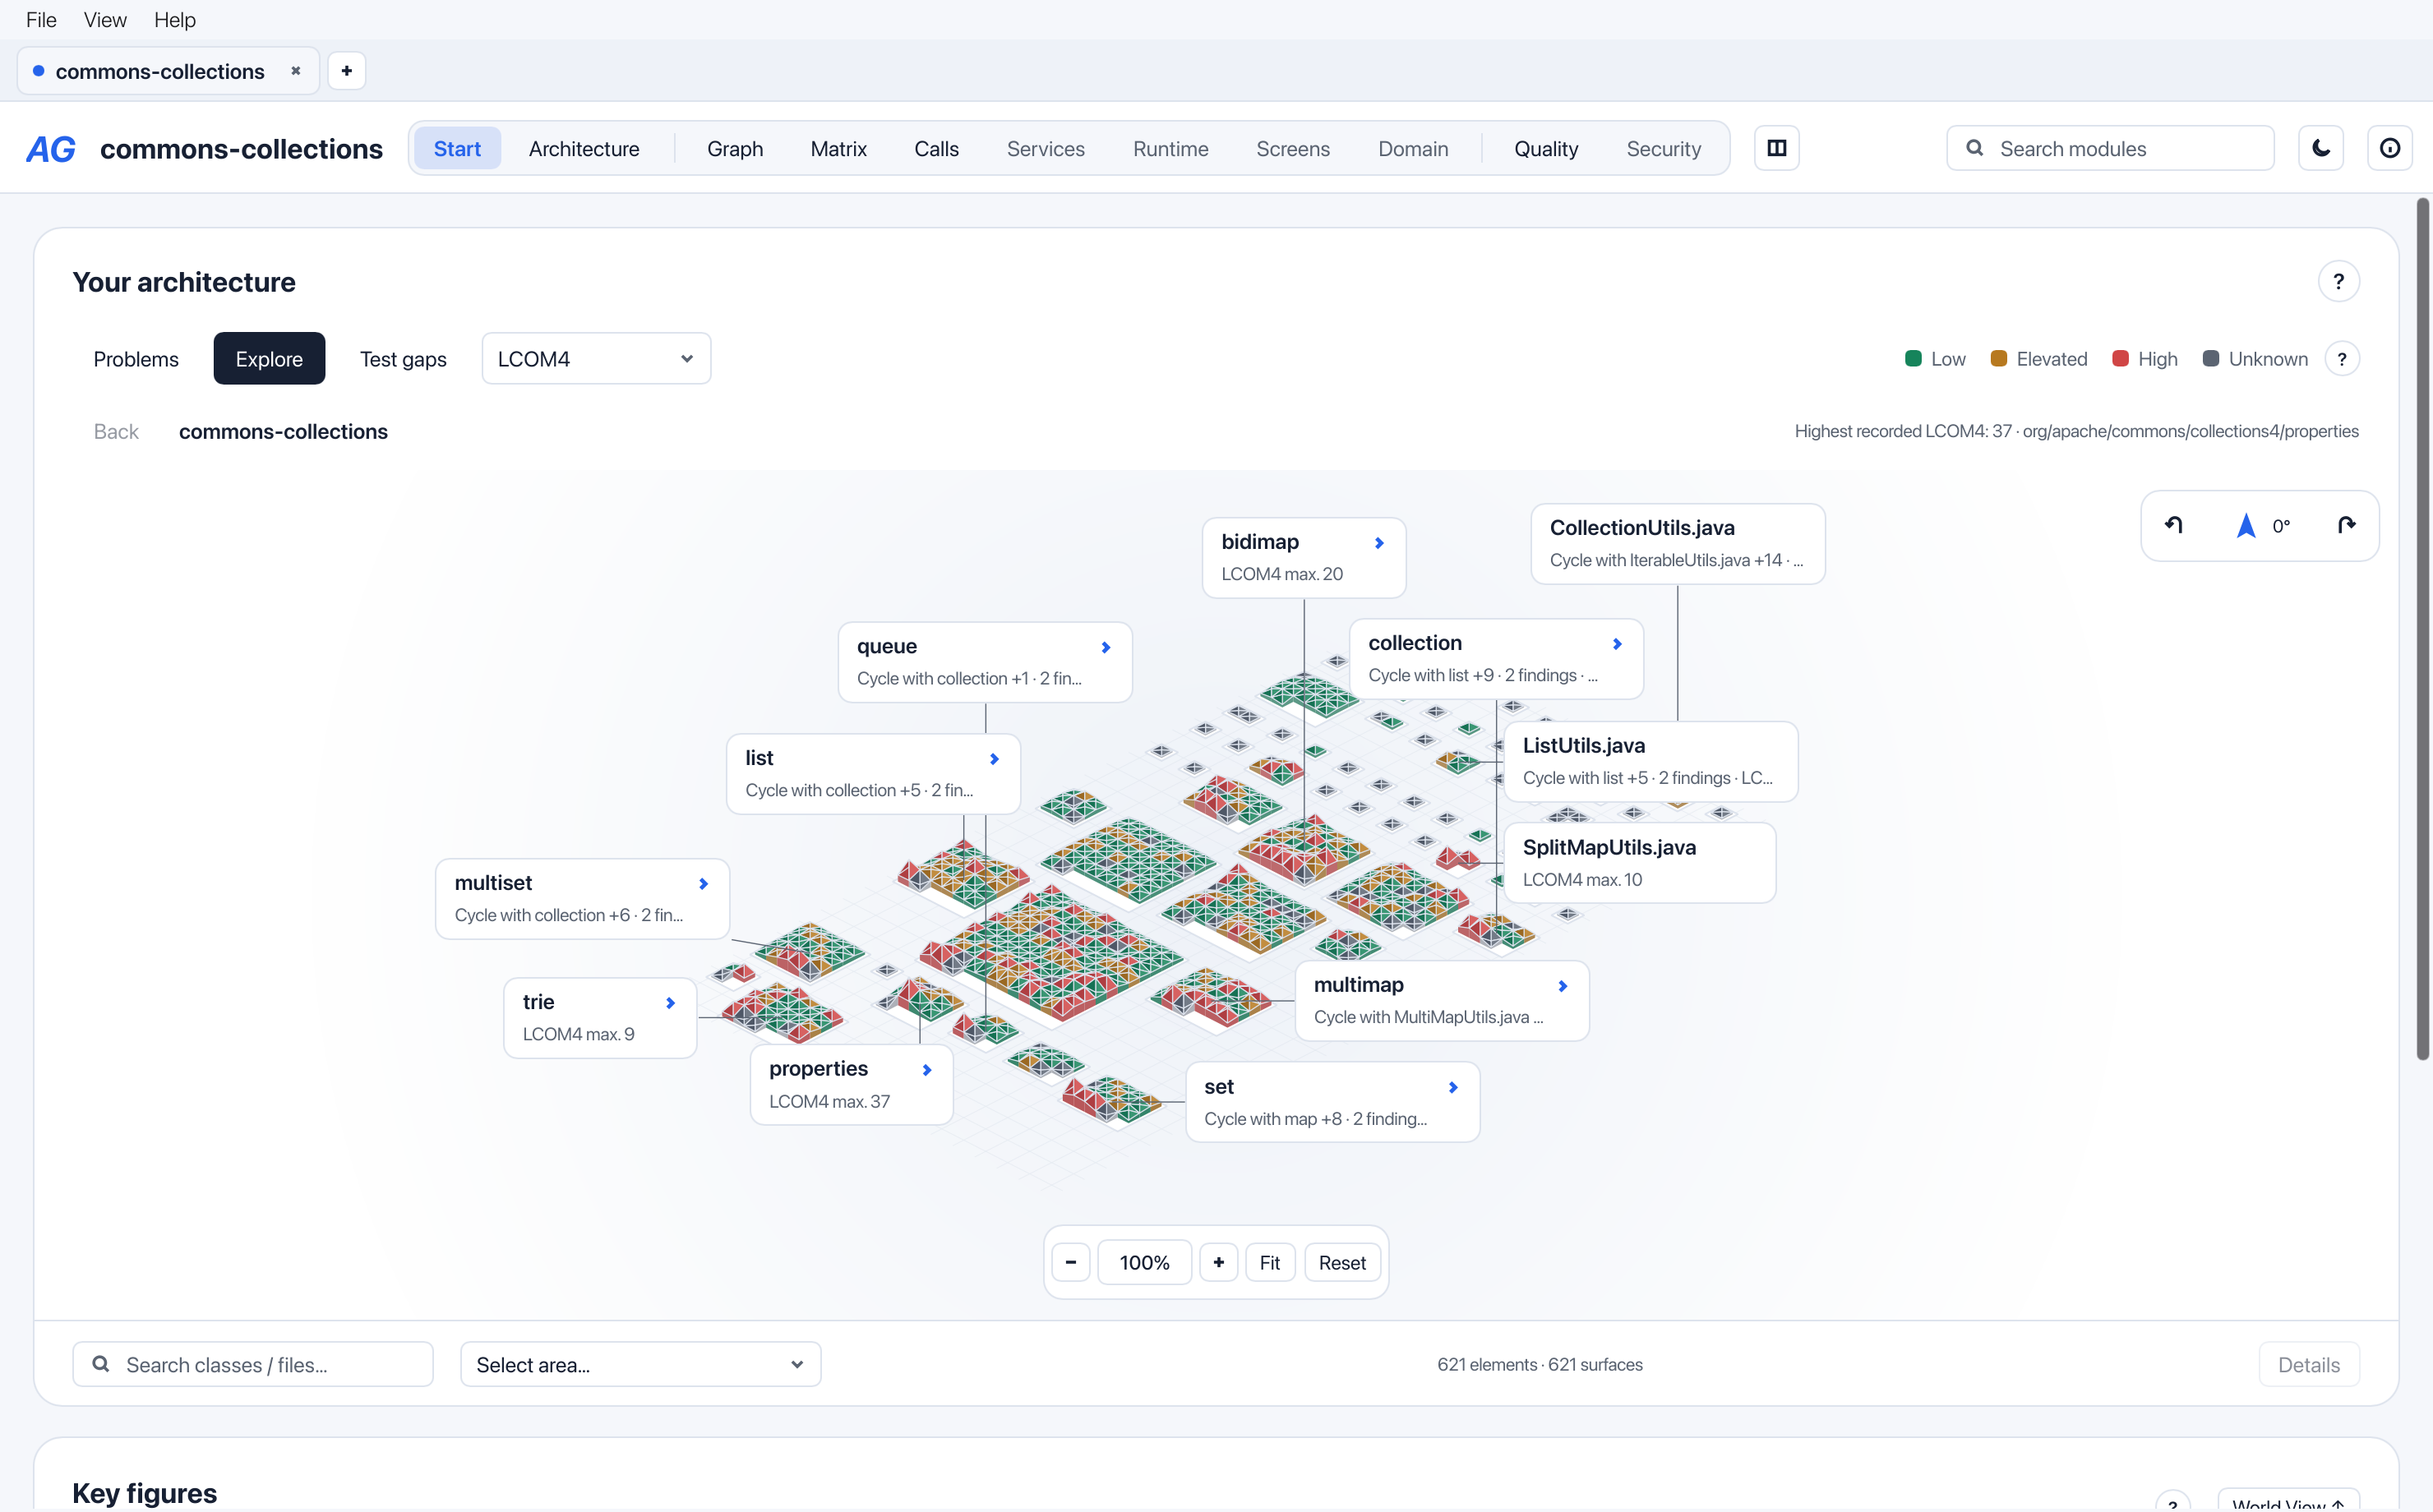 File View Help
commons-collections
AG commons-collections Start Architecture Graph Matrix Calls Services Runtime Screens Domain Quality Security Search modules
Your architecture ?
Problems Explore Test gaps LCOM4 Low Elevated High Unknown ?
Back commons-collections Highest recorded LCOM4: 37 · org/apache/commons/collections4/properties
CollectionUtils.java
Cycle with IterableUtils.java +14 · ...
0°
bidimap
LCOM4 max. 20
queue
Cycle with collection +1 · 2 fin...
collection
Cycle with list +9 · 2 findings · ...
list
Cycle with collection +5 · 2 fin...
ListUtils.java
Cycle with list +5 · 2 findings · LC...
SplitMapUtils.java
LCOM4 max. 10
multiset
Cycle with collection +6 · 2 fin...
multimap
Cycle with MultiMapUtils.java ...
trie
LCOM4 max. 9
properties
LCOM4 max. 37
set
Cycle with map +8 · 2 finding...
− 100% + Fit Reset
Search classes / files... Select area... 621 elements · 621 surfaces Details
Key figures ? World View ↑